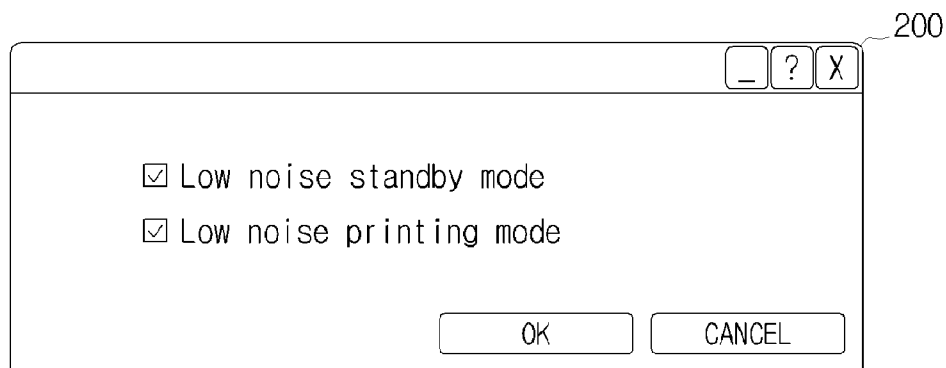 200
_ ? X
☑ Low noise standby mode
☑ Low noise printing mode
OK CANCEL